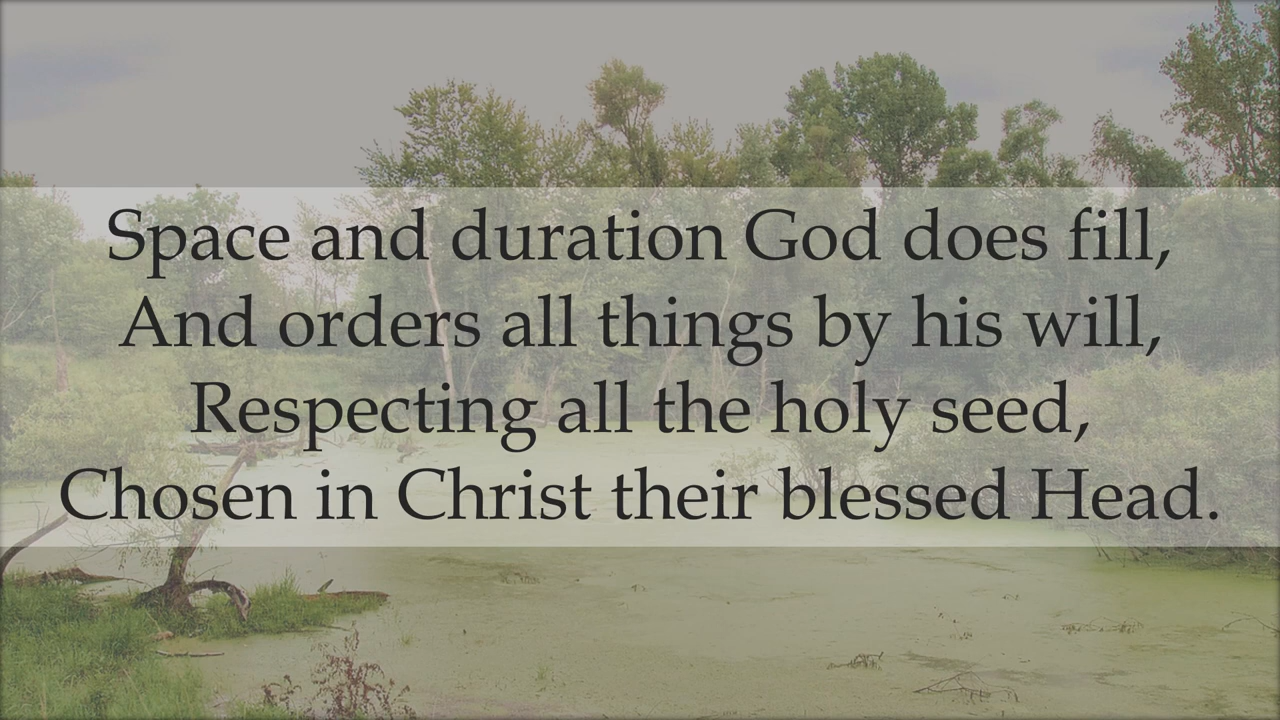 Space and duration God does fill,
And orders all things by his will,
Respecting all the holy seed,
Chosen in Christ their blessed Head.